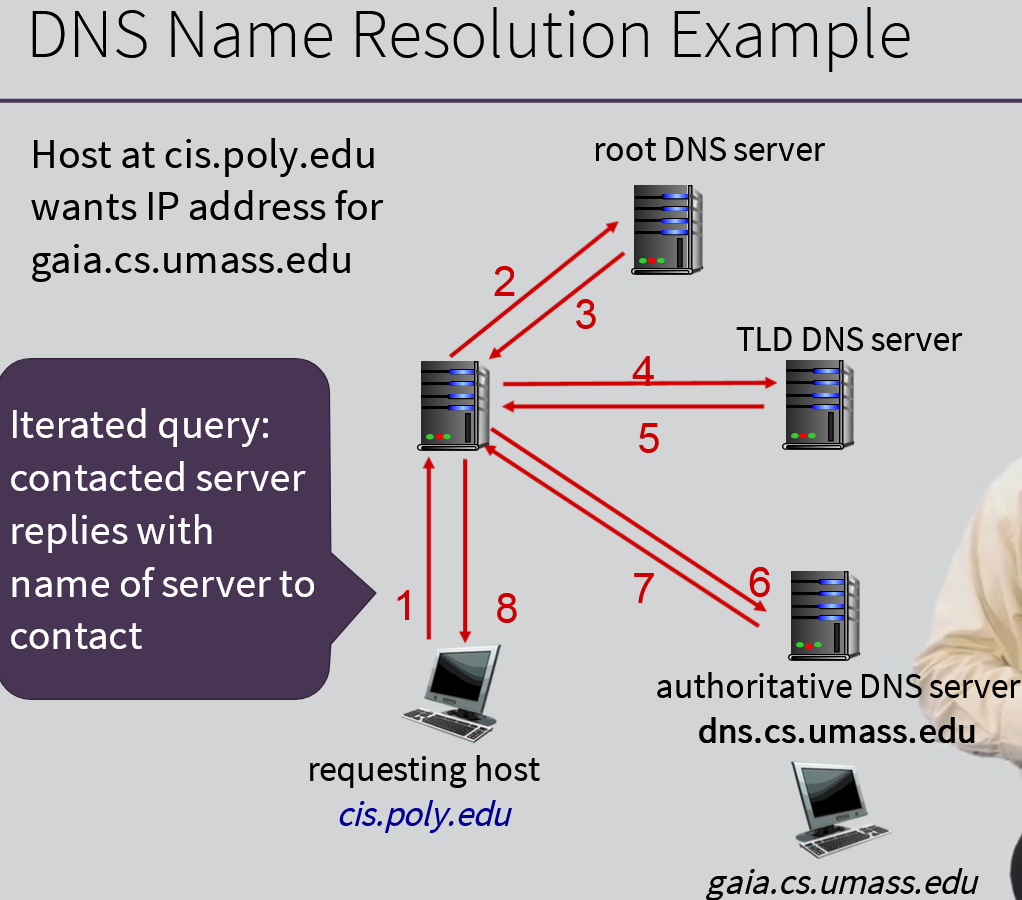 DNS Name Resolution Example
Host at cis.poly.edu
wants IP address for
gaia.cs.umass.edu
root DNS server
2
3
TLD DNS server
4
5
Iterated query:
contacted server
replies with
name of server to
contact
1
8
7
6
authoritative DNS server
dns.cs.umass.edu
requesting host
cis.poly.edu
gaia.cs.umass.edu